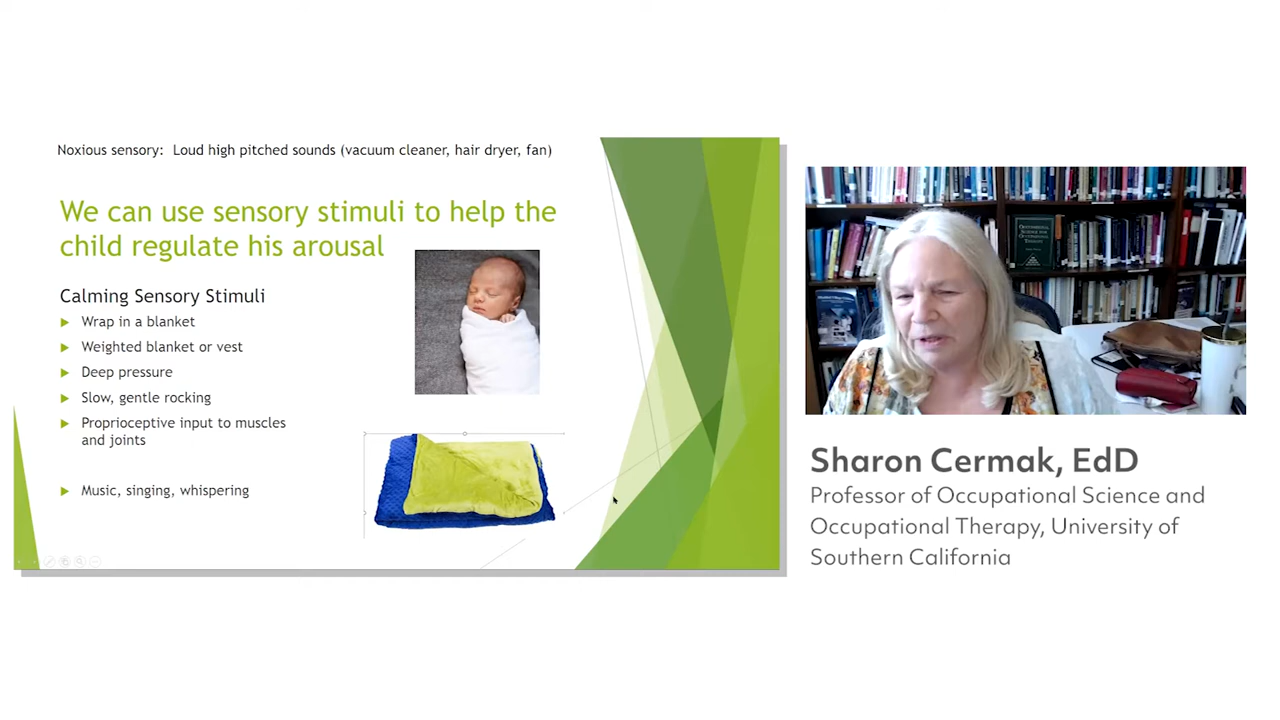 Noxious sensory: Loud high pitched sounds (vacuum cleaner, hair dryer, fan)
We can use sensory stimuli to help the
child regulate his arousal
Calming Sensory Stimuli
Wrap in a blanket
Weighted blanket or vest
Deep pressure
Slow, gentle rocking
Proprioceptive input to muscles
and joints
Music, singing, whispering
Sharon Cermak, EdD
Professor of Occupational Science and
Occupational Therapy, University of
Southern California